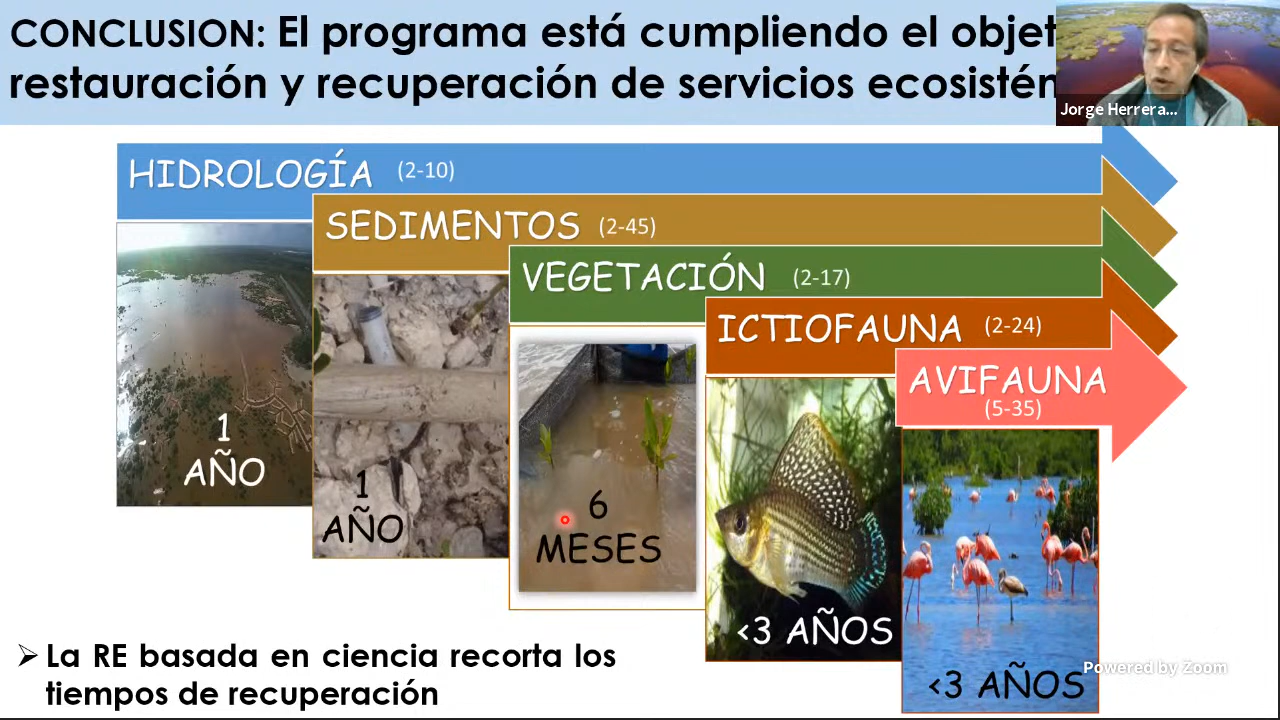 CONCLUSION: El programa está cumpliendo el objet
restauración y recuperación de servicios ecosistén
Jorge Herrera...
HIDROLOGÍA (2-10)
SEDIMENTOS (2-45)
VEGETACIÓN (2-17)
ICTIOFAUNA (2-24)
AVIFAUNA
(5-35)
1
AÑO
1
AÑO
6
MESES
<3 AÑOS
<3 AÑOS
Powered by Zoom
La RE basada en ciencia recorta los
tiempos de recuperación